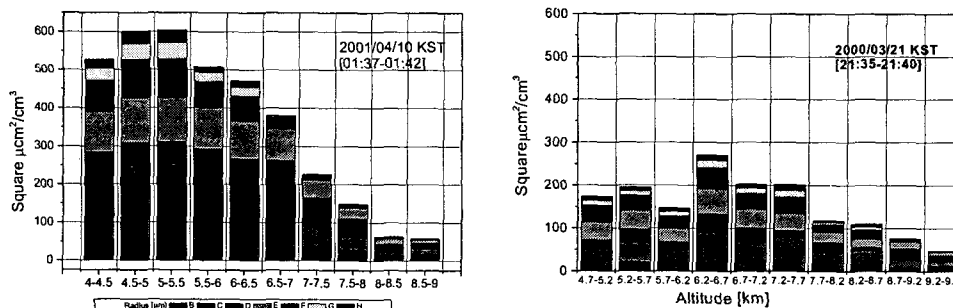 Square µcm²/cm³
600
500
400
300
200
100
0
2001/04/10 KST
[01:37-01:42]
4-4.5 4.5-5 5-5.5 5.5-6 6-6.5 6.5-7 7-7.5 7.5-8 8-8.5 8.5-9
Radius [µm] B C D E F G H
Squareµcm²/cm³
600
500
400
300
200
100
0
2000/03/21 KST
[21:35-21:40]
4.7-5.2 5.2-5.7 5.7-6.2 6.2-6.7 6.7-7.2 7.2-7.7 7.7-8.2 8.2-8.7 8.7-9.2 9.2-9.
Altitude [km]